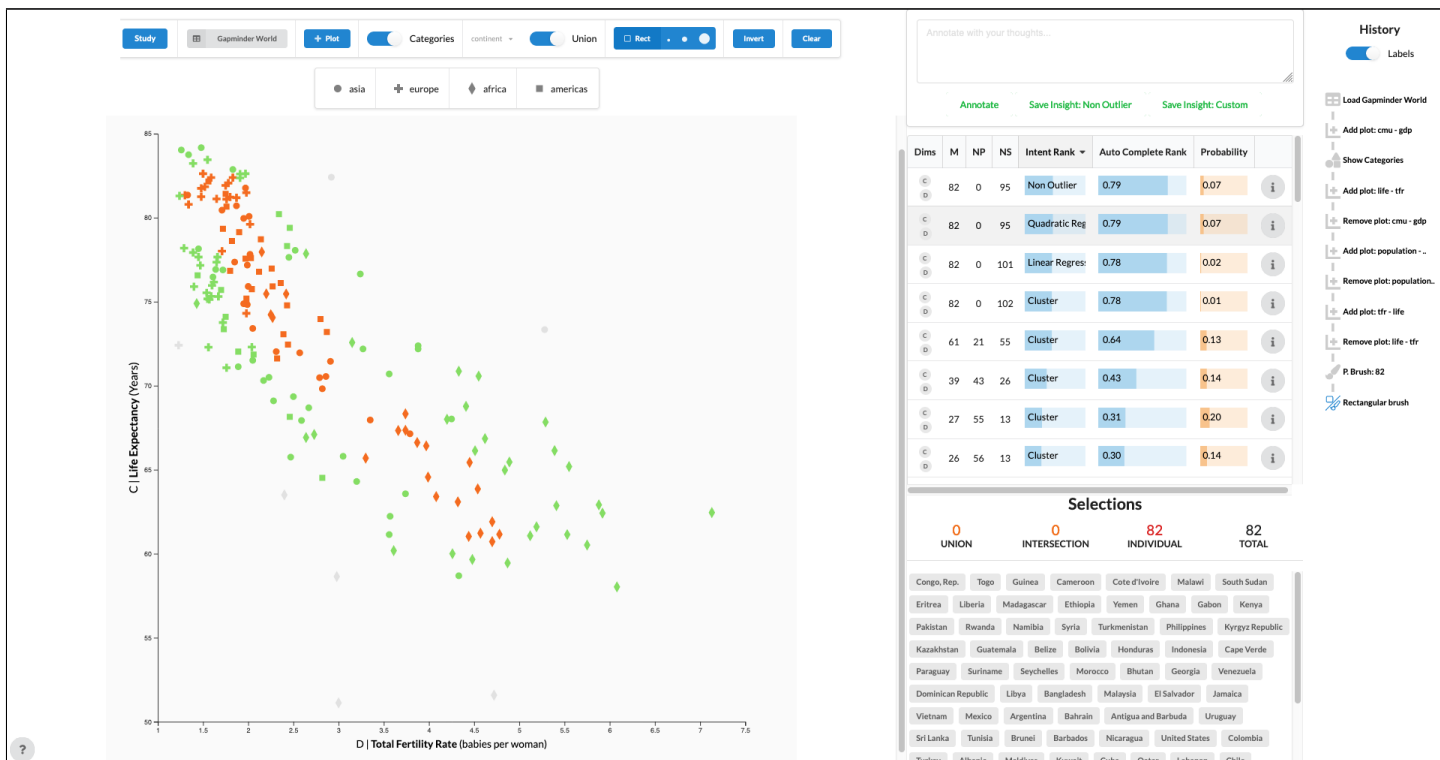 Study Gapminder World + Plot Categories continent Union Rect Invert Clear
asia europe africa americas
85
80
75
70
65
60
55
50
1 1.5 2 2.5 3 3.5 4 4.5 5 5.5 6 6.5 7 7.5
C | Life Expectancy (Years)
D | Total Fertility Rate (babies per woman)
?
Annotate with your thoughts...
Annotate Save Insight: Non Outlier Save Insight: Custom
Dims M NP NS Intent Rank Auto Complete Rank Probability
C D 82 0 95 Non Outlier 0.79 0.07 i
C D 82 0 95 Quadratic Reg 0.79 0.07 i
C D 82 0 101 Linear Regres 0.78 0.02 i
C D 82 0 102 Cluster 0.78 0.01 i
C D 61 21 55 Cluster 0.64 0.13 i
C D 39 43 26 Cluster 0.43 0.14 i
C D 27 55 13 Cluster 0.31 0.20 i
C D 26 56 13 Cluster 0.30 0.14 i
Selections
0 0 82 82
UNION INTERSECTION INDIVIDUAL TOTAL
Congo, Rep. Togo Guinea Cameroon Cote d'Ivoire Malawi South Sudan
Eritrea Liberia Madagascar Ethiopia Yemen Ghana Gabon Kenya
Pakistan Rwanda Namibia Syria Turkmenistan Philippines Kyrgyz Republic
Kazakhstan Guatemala Belize Bolivia Honduras Indonesia Cape Verde
Paraguay Suriname Seychelles Morocco Bhutan Georgia Venezuela
Dominican Republic Libya Bangladesh Malaysia El Salvador Jamaica
Vietnam Mexico Argentina Bahrain Antigua and Barbuda Uruguay
Sri Lanka Tunisia Brunei Barbados Nicaragua United States Colombia
Turkey Albania Maldives Kuwait Cuba Qatar Lebanon Chile
History
Labels
Load Gapminder World
Add plot: cmu - gdp
Show Categories
Add plot: life - tfr
Remove plot: cmu - gdp
Add plot: population - ..
Remove plot: population..
Add plot: tfr - life
Remove plot: life - tfr
P. Brush: 82
Rectangular brush